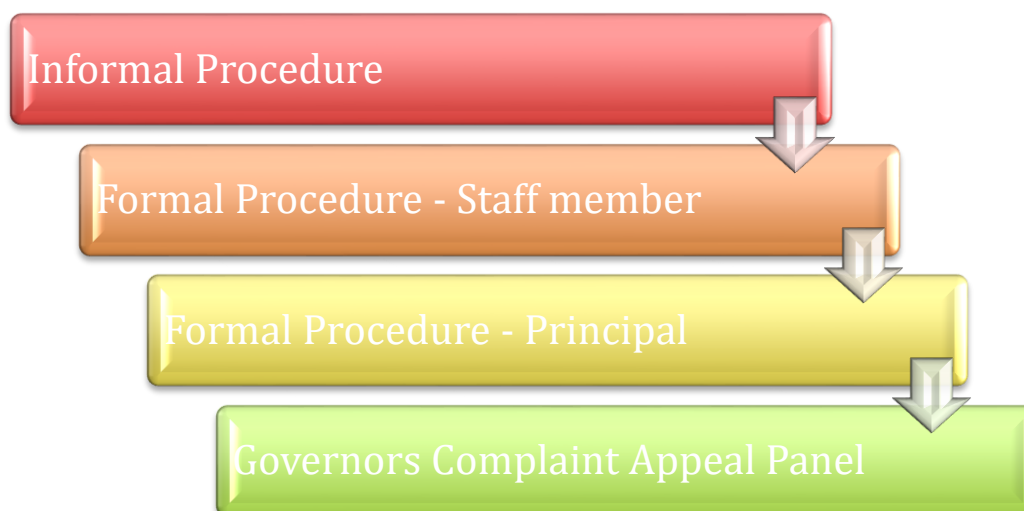 Informal Procedure
Formal Procedure - Staff member
Formal Procedure - Principal
Governors Complaint Appeal Panel